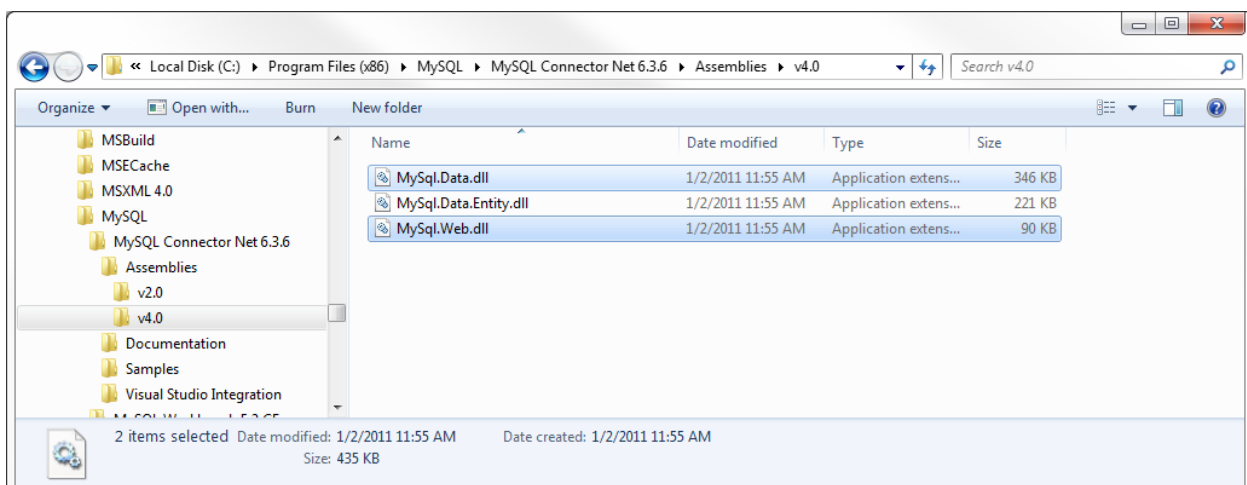 « Local Disk (C:) ▸ Program Files (x86) ▸ MySQL ▸ MySQL Connector Net 6.3.6 ▸ Assemblies ▸ v4.0 Search v4.0
Organize Open with... Burn New folder
MSBuild
MSECache
MSXML 4.0
MySQL
MySQL Connector Net 6.3.6
Assemblies
v2.0
v4.0
Documentation
Samples
Visual Studio Integration
Name Date modified Type Size
MySql.Data.dll 1/2/2011 11:55 AM Application extens... 346 KB
MySql.Data.Entity.dll 1/2/2011 11:55 AM Application extens... 221 KB
MySql.Web.dll 1/2/2011 11:55 AM Application extens... 90 KB
2 items selected Date modified: 1/2/2011 11:55 AM Date created: 1/2/2011 11:55 AM
Size: 435 KB